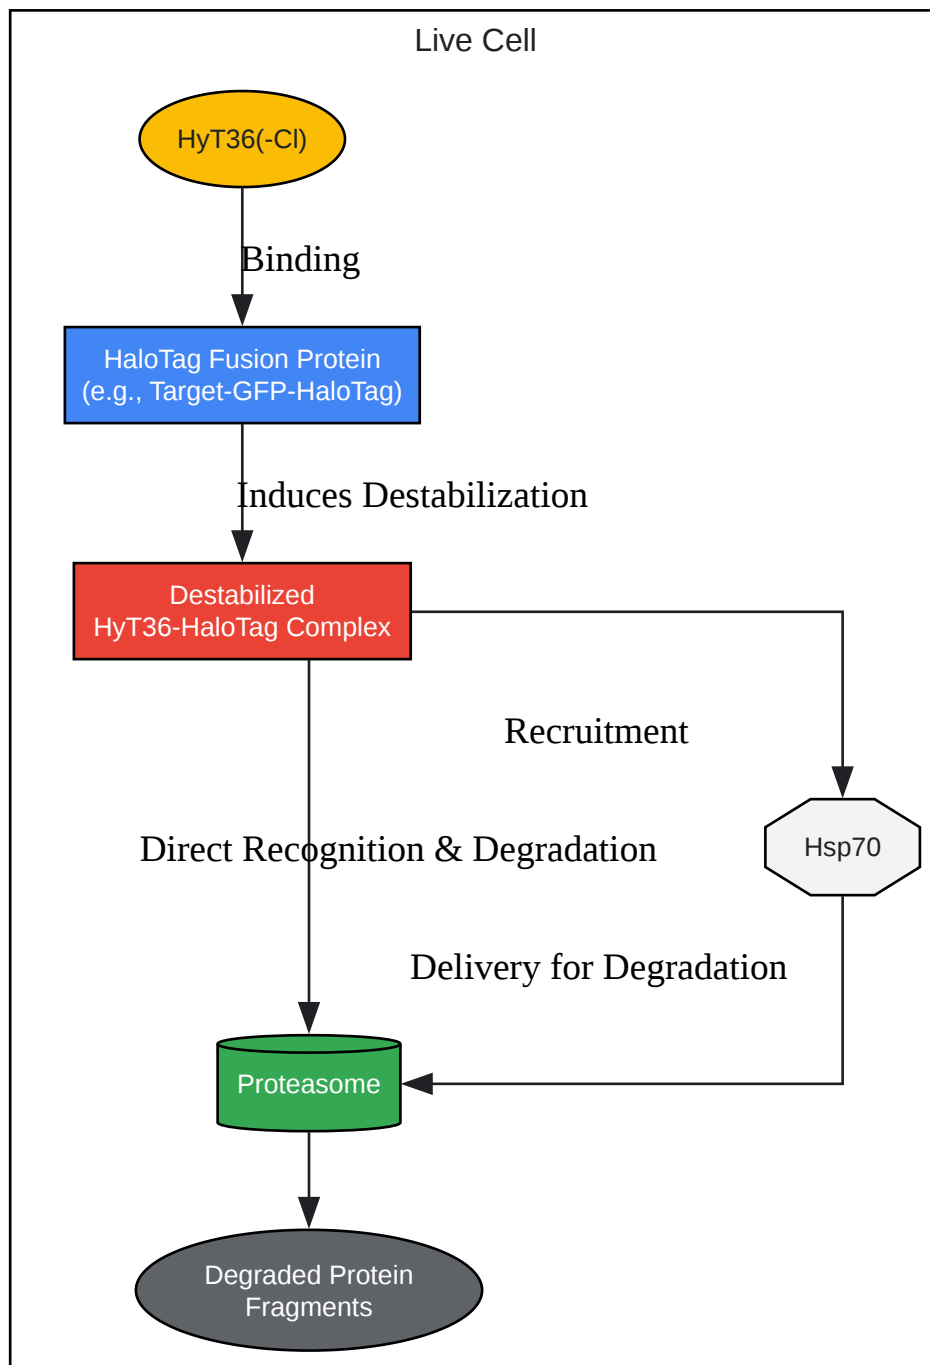 Live Cell
HyT36(-Cl)
Binding
HaloTag Fusion Protein
(e.g., Target-GFP-HaloTag)
Induces Destabilization
Destabilized
HyT36-HaloTag Complex
Recruitment
Direct Recognition & Degradation
Hsp70
Delivery for Degradation
Proteasome
Degraded Protein
Fragments